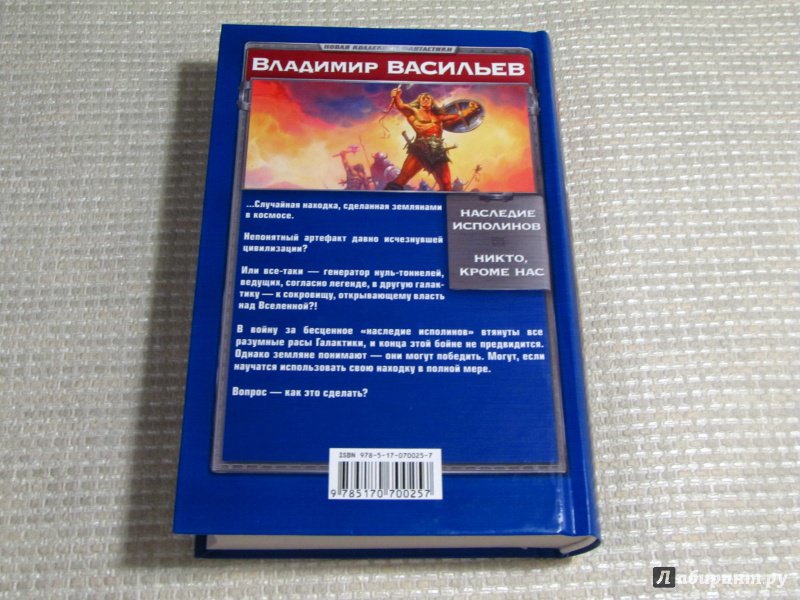 НОВАЯ КОЛЛЕКЦИЯ ФАНТАСТИКИ
ВЛАДИМИР ВАСИЛЬЕВ
...Случайная находка, сделанная землянами
в космосе.
Непонятный артефакт давно исчезнувшей
цивилизации?
Или все-таки — генератор нуль-тоннелей,
ведущих, согласно легенде, в другую галак-
тику — к сокровищу, открывающему власть
над Вселенной?!
В войну за бесценное «наследие исполинов» втянуты все
разумные расы Галактики, и конца этой бойне не предвидится.
Однако земляне понимают — они могут победить. Могут, если
научатся использовать свою находку в полной мере.
Вопрос — как это сделать?
НАСЛЕДИЕ
ИСПОЛИНОВ
НИКТО,
КРОМЕ НАС
ISBN 978-5-17-070025-7
9 785170 700257
Лабиринт.ру